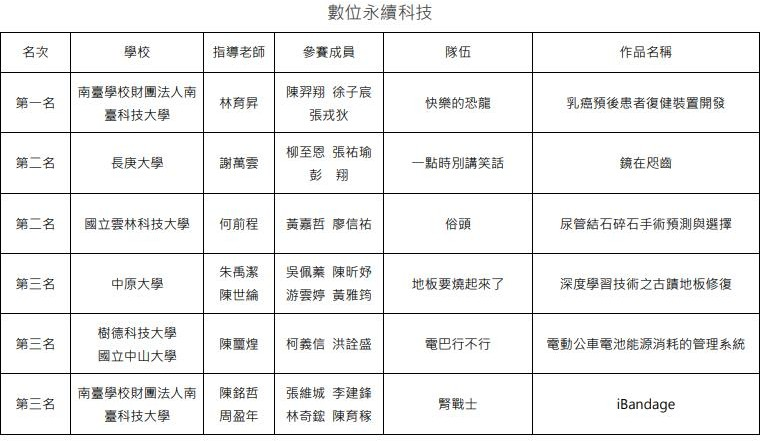 數位永續科技
名次 學校 指導老師 參賽成員 隊伍 作品名稱
第一名 南臺學校財團法人南 林育昇 陳羿翔 徐子宸 快樂的恐龍 乳癌預後患者復健裝置開發
臺科技大學 張戎狄
第二名 長庚大學 謝萬雲 柳至恩 張祐瑜 一點時別講笑話 鏡在咫齒
彭 翔
第二名 國立雲林科技大學 何前程 黃嘉哲 廖信祐 俗頭 尿管結石碎石手術預測與選擇
第三名 中原大學 朱禹潔 吳佩蓁 陳昕妤 地板要燒起來了 深度學習技術之古蹟地板修復
陳世綸 游雲婷 黃雅筠
第三名 樹德科技大學 陳璽煌 柯義信 洪詮盛 電巴行不行 電動公車電池能源消耗的管理系統
國立中山大學
第三名 南臺學校財團法人南 陳銘哲 張維城 李建鋒 腎戰士 iBandage
臺科技大學 周盈年 林奇鋐 陳育稼